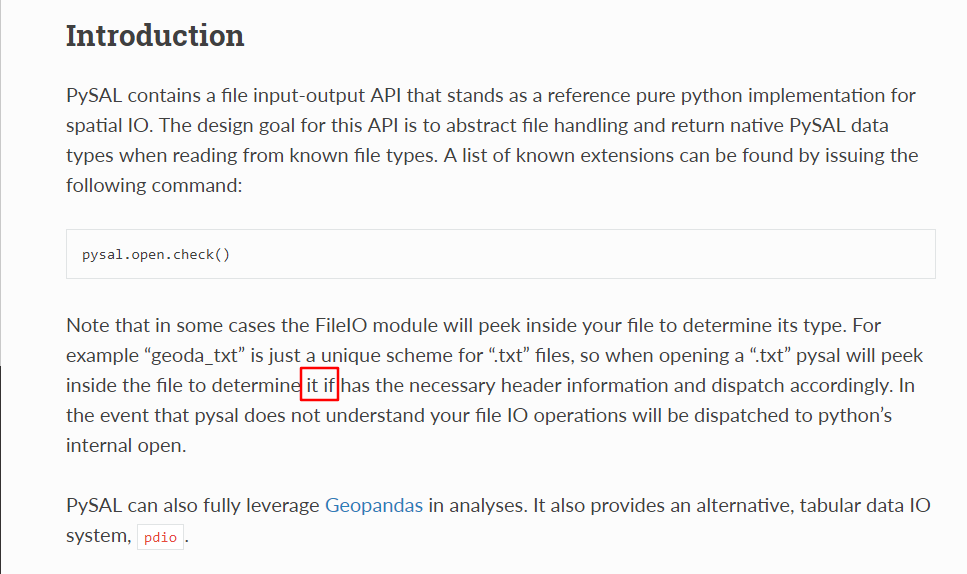 Introduction
PySAL contains a file input-output API that stands as a reference pure python implementation for
spatial IO. The design goal for this API is to abstract file handling and return native PySAL data
types when reading from known file types. A list of known extensions can be found by issuing the
following command:
pysal.open.check()
Note that in some cases the FileIO module will peek inside your file to determine its type. For
example “geoda_txt” is just a unique scheme for “.txt” files, so when opening a “.txt” pysal will peek
inside the file to determine it if has the necessary header information and dispatch accordingly. In
the event that pysal does not understand your file IO operations will be dispatched to python’s
internal open.
PySAL can also fully leverage Geopandas in analyses. It also provides an alternative, tabular data IO
system, pdio.